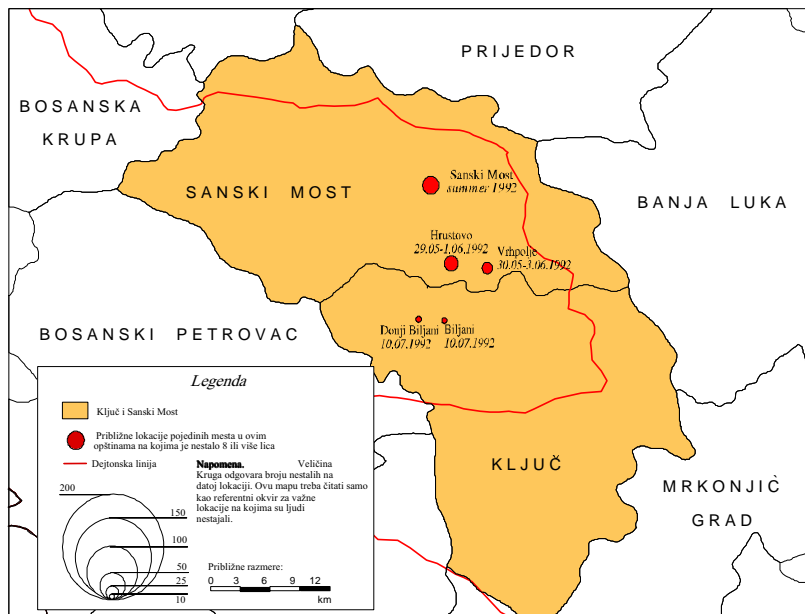 PRIJEDOR
BOSANSKA
KRUPA
SANSKI MOST
Sanski Most
summer 1992
BANJA LUKA
Hrustovo
29.05-1.06.1992
Vrhpolje
30.05-3.06.1992
BOSANSKI PETROVAC
Donji Biljani
10.07.1992
Biljani
10.07.1992
KLJUČ
MRKONJIĆ
GRAD
Legenda
Ključ i Sanski Most
Približne lokacije pojedinih mesta u ovim
opštinama na kojima je nestalo 8 ili više lica
Dejtonska linija
Napomena. Veličina
Kruga odgovara broju nestalih na
datoj lokaciji. Ovu mapu treba čitati samo
kao referentni okvir za važne
lokacije na kojima su ljudi
nestajali.
200
150
100
50
25
10
Približne razmere:
0 3 6 9 12
km